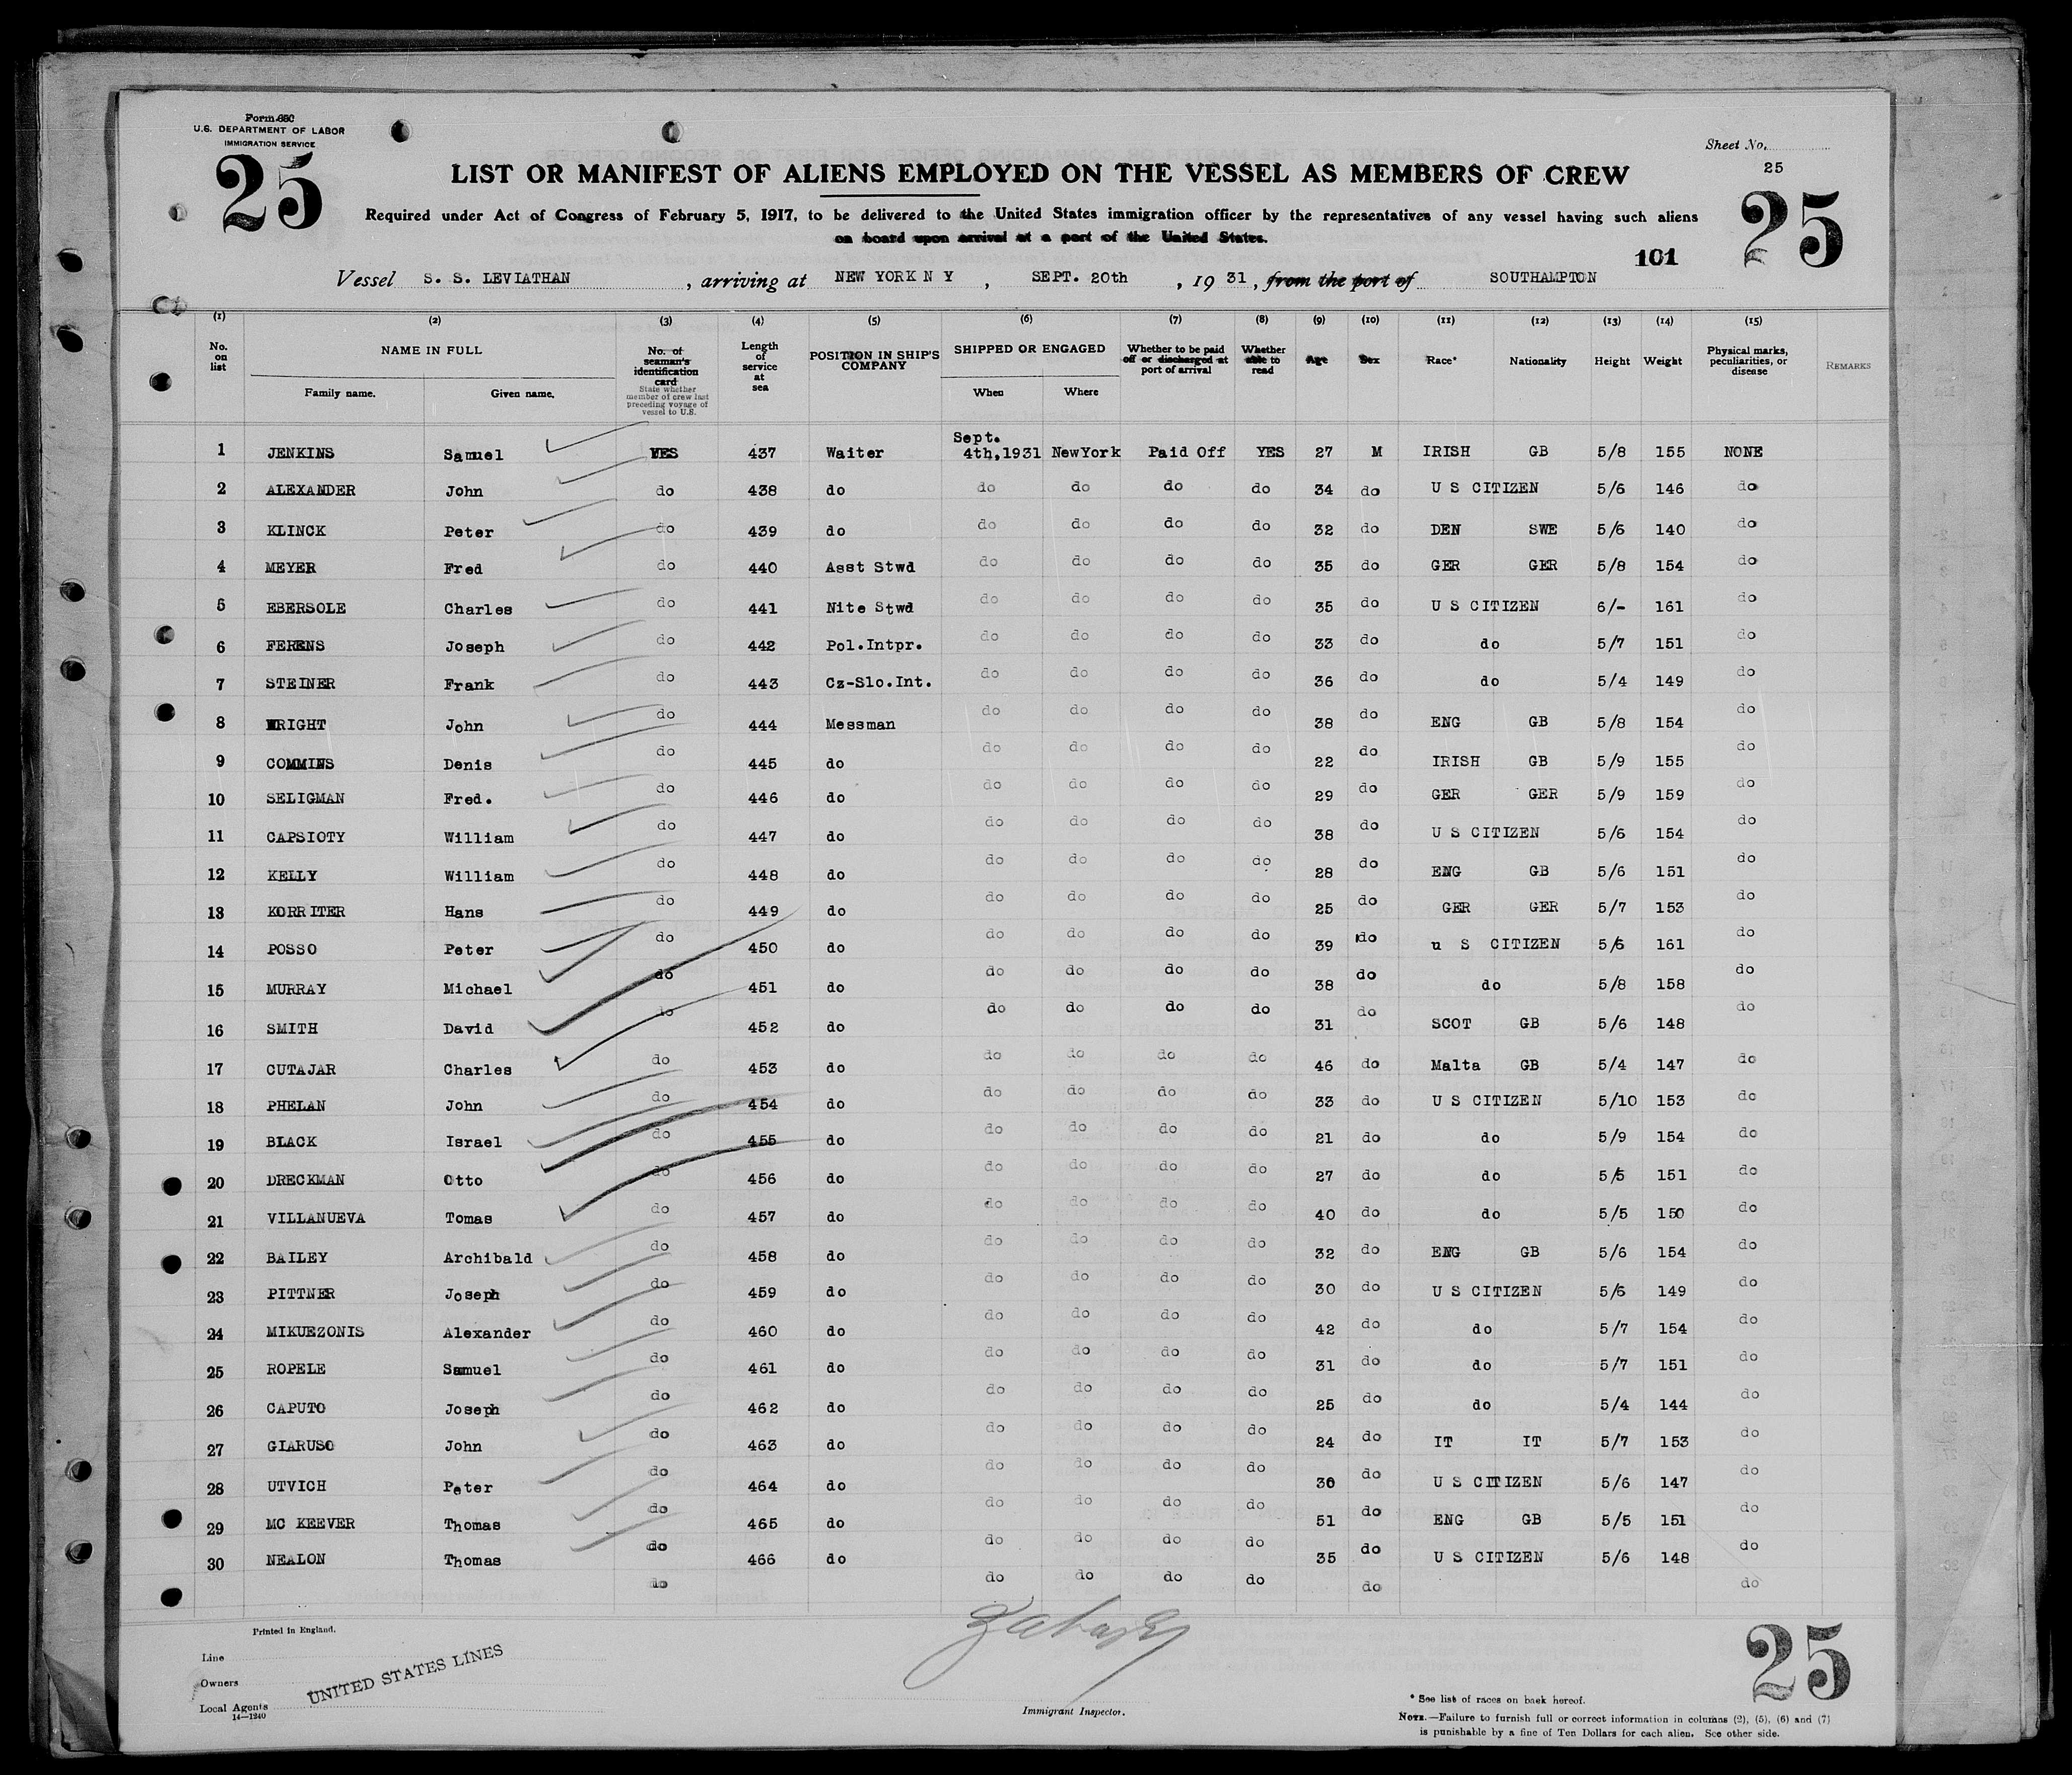 Form 680
U.S. DEPARTMENT OF LABOR
IMMIGRATION SERVICE
25
Sheet No.
25
25
LIST OR MANIFEST OF ALIENS EMPLOYED ON THE VESSEL AS MEMBERS OF CREW
Required under Act of Congress of February 5, 1917, to be delivered to the United States immigration officer by the representatives of any vessel having such aliens
on board upon arrival at a port of the United States.
101
Vessel S. S. LEVIATHAN , arriving at NEW YORK N Y , SEPT. 20th , 19 31 , from the port of SOUTHAMPTON
(1) (2) (3) (4) (5) (6) (7) (8) (9) (10) (11) (12) (13) (14) (15)
No. on list NAME IN FULL Family name. Given name. No. of seaman's identification card State whether member of crew last preceding voyage of vessel to U.S. Length of service at sea POSITION IN SHIP'S COMPANY SHIPPED OR ENGAGED When Where Whether to be paid off or discharged at port of arrival Whether able to read Age Sex Race* Nationality Height Weight Physical marks, peculiarities, or disease REMARKS
1 JENKINS Samuel YES 437 Waiter Sept. 4th,1931 NewYork Paid Off YES 27 M IRISH GB 5/8 155 NONE
2 ALEXANDER John do 438 do do do do do 34 do U S CITIZEN 5/6 146 do
3 KLINCK Peter do 439 do do do do do 32 do DEN SWE 5/6 140 do
4 MEYER Fred do 440 Asst Stwd do do do do 35 do GER GER 5/8 154 do
5 EBERSOLE Charles do 441 Nite Stwd do do do do 35 do U S CITIZEN 6/- 161 do
6 FERENS Joseph do 442 Pol.Intpr. do do do do 33 do do 5/7 151 do
7 STEINER Frank do 443 Cz-Slo.Int. do do do do 36 do do 5/4 149 do
8 WRIGHT John do 444 Messman do do do do 38 do ENG GB 5/8 154 do
9 COMMINS Denis do 445 do do do do do 22 do IRISH GB 5/9 155 do
10 SELIGMAN Fred. do 446 do do do do do 29 do GER GER 5/9 159 do
11 CAPSIOTY William do 447 do do do do do 38 do U S CITIZEN 5/6 154 do
12 KELLY William do 448 do do do do do 28 do ENG GB 5/6 151 do
13 KORRITER Hans do 449 do do do do do 25 do GER GER 5/7 153 do
14 POSSO Peter do 450 do do do do do 39 do u S CITIZEN 5/6 161 do
15 MURRAY Michael do 451 do do do do do 38 do do 5/8 158 do
16 SMITH David do 452 do do do do do 31 do SCOT GB 5/6 148 do
17 CUTAJAR Charles do 453 do do do do do 46 do Malta GB 5/4 147 do
18 PHELAN John do 454 do do do do do 33 do U S CITIZEN 5/10 153 do
19 BLACK Israel do 455 do do do do do 21 do do 5/9 154 do
20 DRECKMAN Otto do 456 do do do do do 27 do do 5/5 151 do
21 VILLANUEVA Tomas do 457 do do do do do 40 do do 5/5 150 do
22 BAILEY Archibald do 458 do do do do do 32 do ENG GB 5/6 154 do
23 PITTNER Joseph do 459 do do do do do 30 do U S CITIZEN 5/6 149 do
24 MIKUEZONIS Alexander do 460 do do do do do 42 do do 5/7 154 do
25 ROPELE Samuel do 461 do do do do do 31 do do 5/7 151 do
26 CAPUTO Joseph do 462 do do do do do 25 do do 5/4 144 do
27 GIARUSO John do 463 do do do do do 24 do IT IT 5/7 153 do
28 UTVICH Peter do 464 do do do do do 30 do U S CITIZEN 5/6 147 do
29 MC KEEVER Thomas do 465 do do do do do 51 do ENG GB 5/5 151 do
30 NEALON Thomas do 466 do do do do do 35 do U S CITIZEN 5/6 148 do
do do do do do do do
Printed in England.
Line
Owners
UNITED STATES LINES
Local Agents
14—1240
Immigrant Inspector.
25
* See list of races on back hereof.
NOTE.—Failure to furnish full or correct information in columns (2), (5), (6) and (7)
is punishable by a fine of Ten Dollars for each alien. See other side.